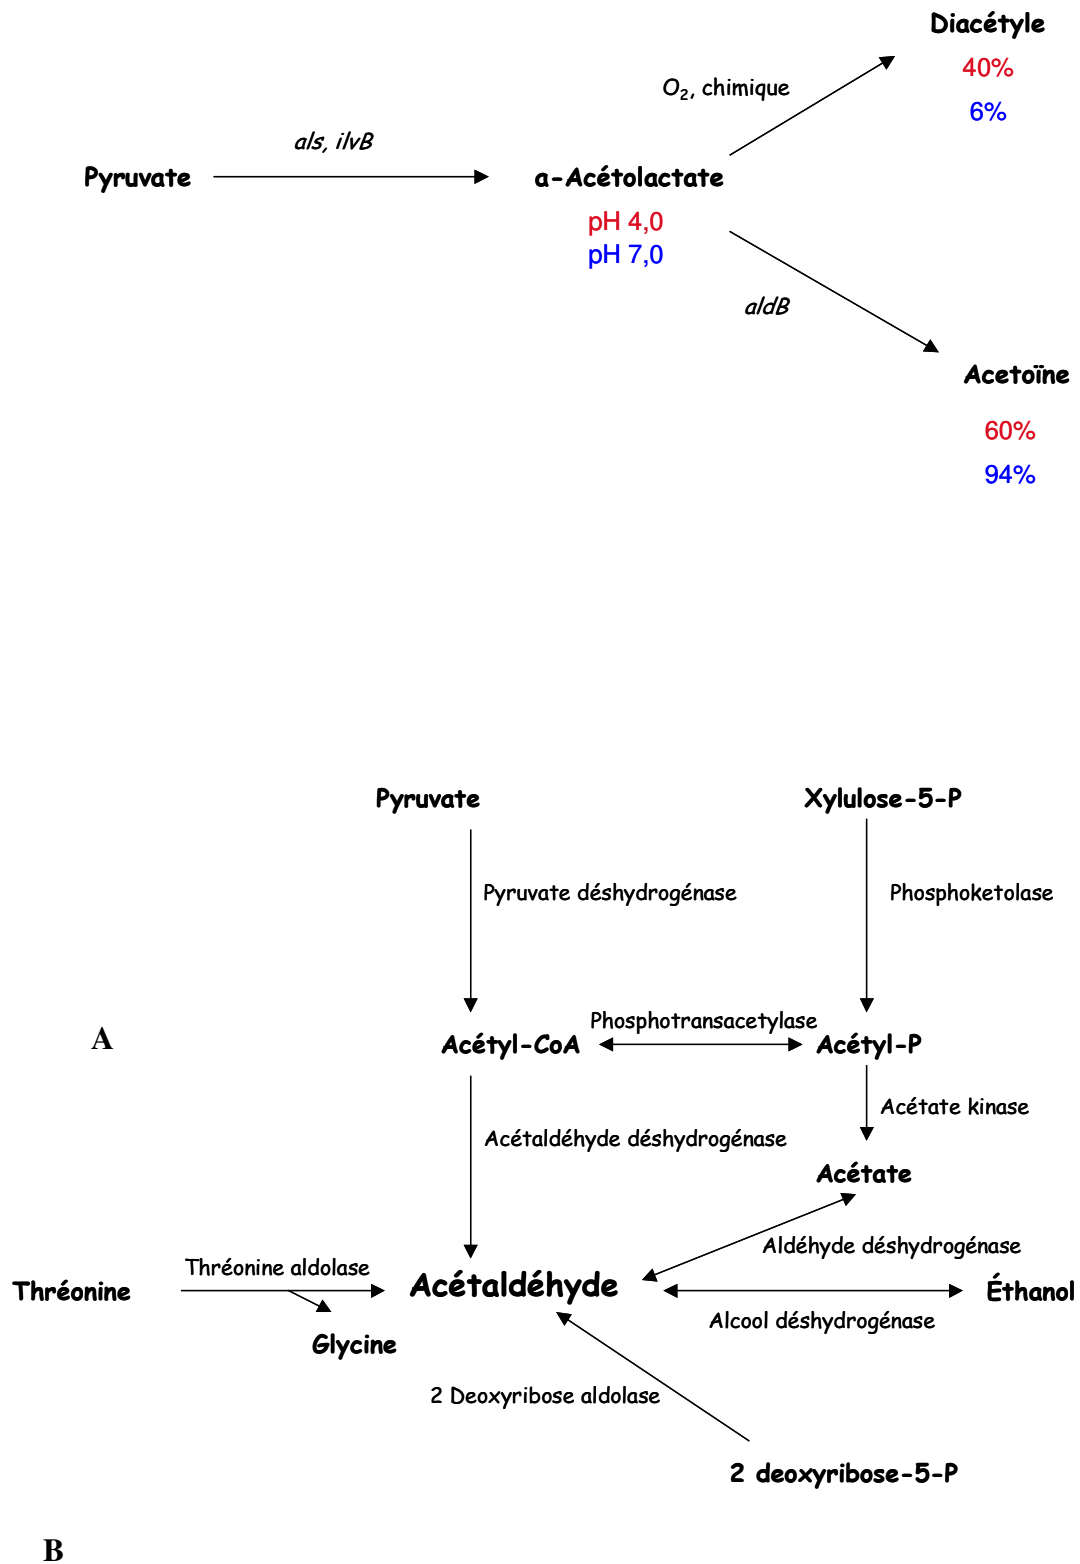 Diacétyle
40%
6%
O₂, chimique
als, ilvB
Pyruvate
a-Acétolactate
pH 4,0
pH 7,0
aldB
Acetoïne
60%
94%
Pyruvate
Xylulose-5-P
Pyruvate déshydrogénase
Phosphoketolase
A
Phosphotransacetylase
Acétyl-CoA
Acétyl-P
Acétate kinase
Acétaldéhyde déshydrogénase
Acétate
Aldéhyde déshydrogénase
Thréonine aldolase
Thréonine
Acétaldéhyde
Éthanol
Alcool déshydrogénase
Glycine
2 Deoxyribose aldolase
2 deoxyribose-5-P
B